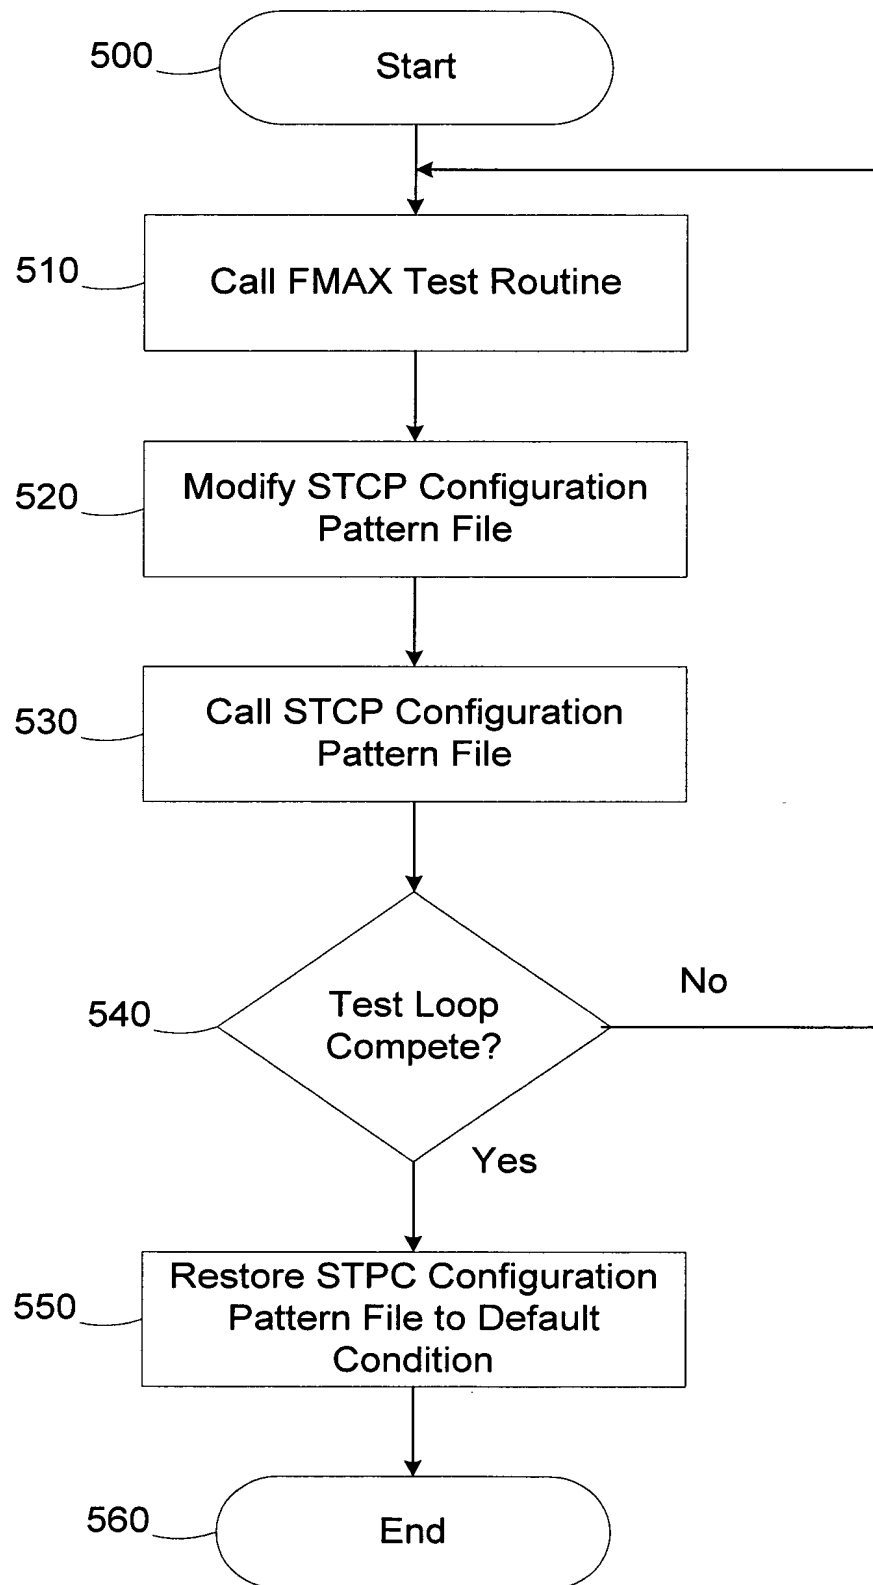 500
Start
510
Call FMAX Test Routine
520
Modify STCP Configuration
Pattern File
530
Call STCP Configuration
Pattern File
540
Test Loop
Compete?
No
Yes
550
Restore STPC Configuration
Pattern File to Default
Condition
560
End